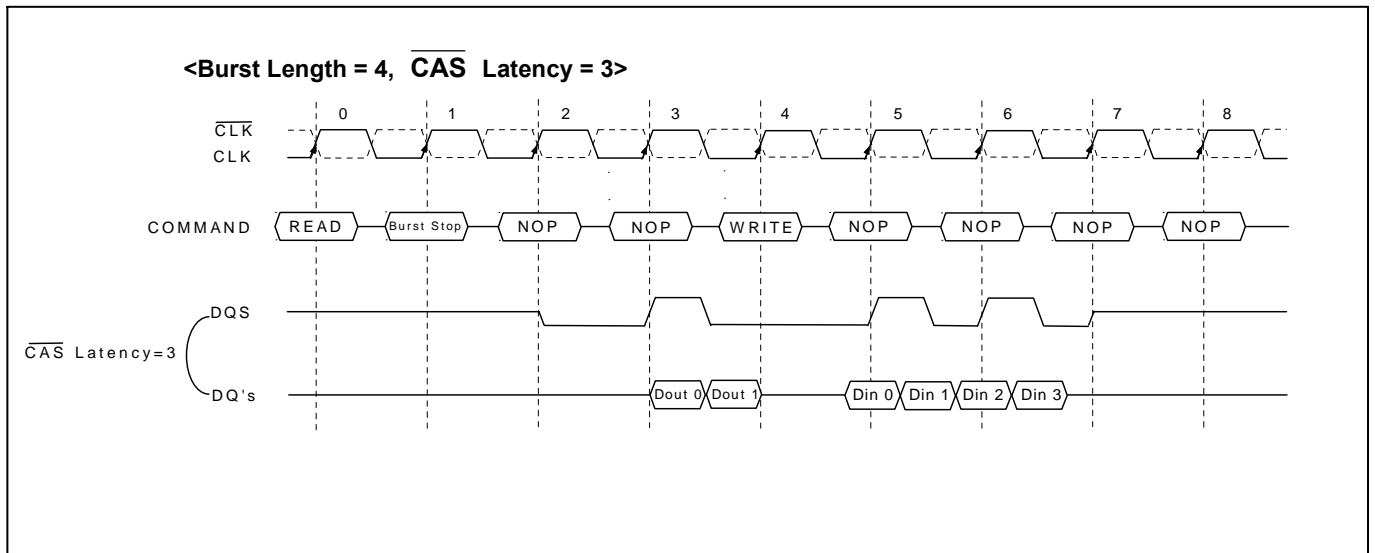 <Burst Length = 4, CAS Latency = 3>
0 1 2 3 4 5 6 7 8
CLK
CLK
COMMAND READ Burst Stop NOP NOP WRITE NOP NOP NOP NOP
DQS
CAS Latency=3
DQ's Dout 0 Dout 1 Din 0 Din 1 Din 2 Din 3